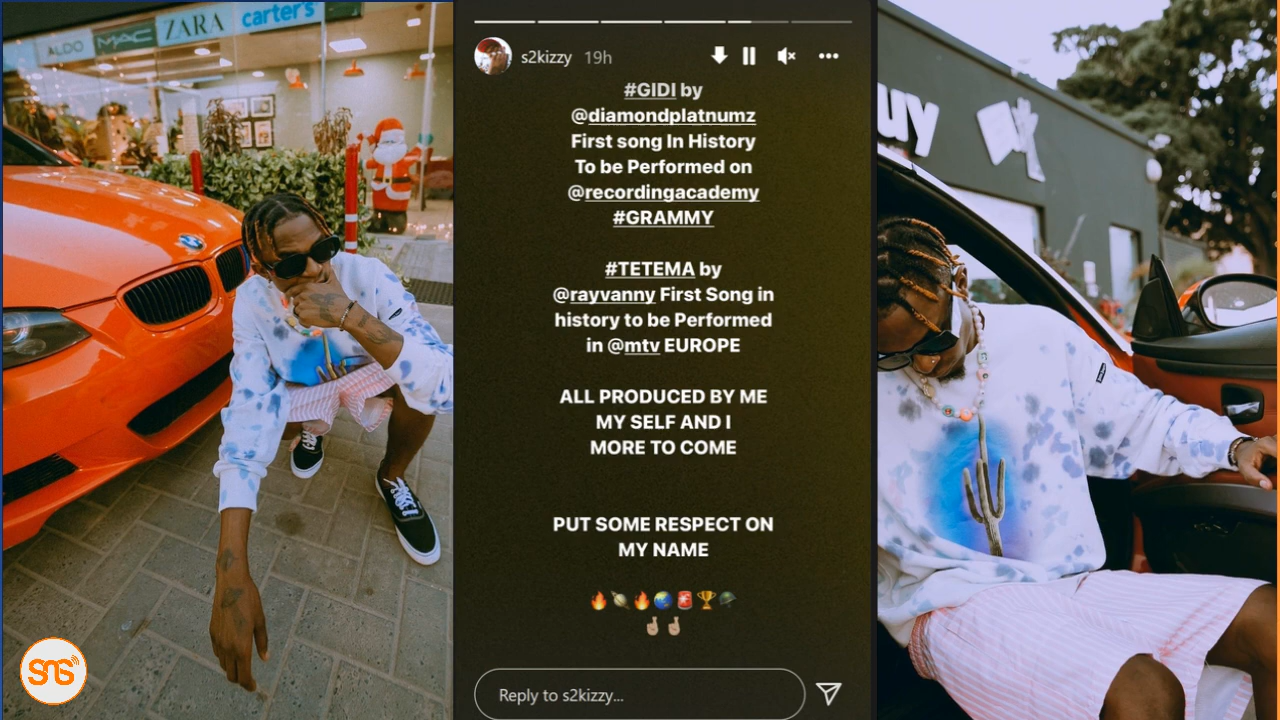 ALDO
MAC
ZARA
carter's
s2kizzy 19h
#GIDI by
@diamondplatnumz
First song In History
To be Performed on
@recordingacademy
#GRAMMY
#TETEMA by
@rayvanny First Song in
history to be Performed
in @mtv EUROPE
ALL PRODUCED BY ME
MY SELF AND I
MORE TO COME
PUT SOME RESPECT ON
MY NAME
🔥🪐🔥🌍🚨🏆🪖
🤞🏼🤞🏼
Reply to s2kizzy...
uy
SNS